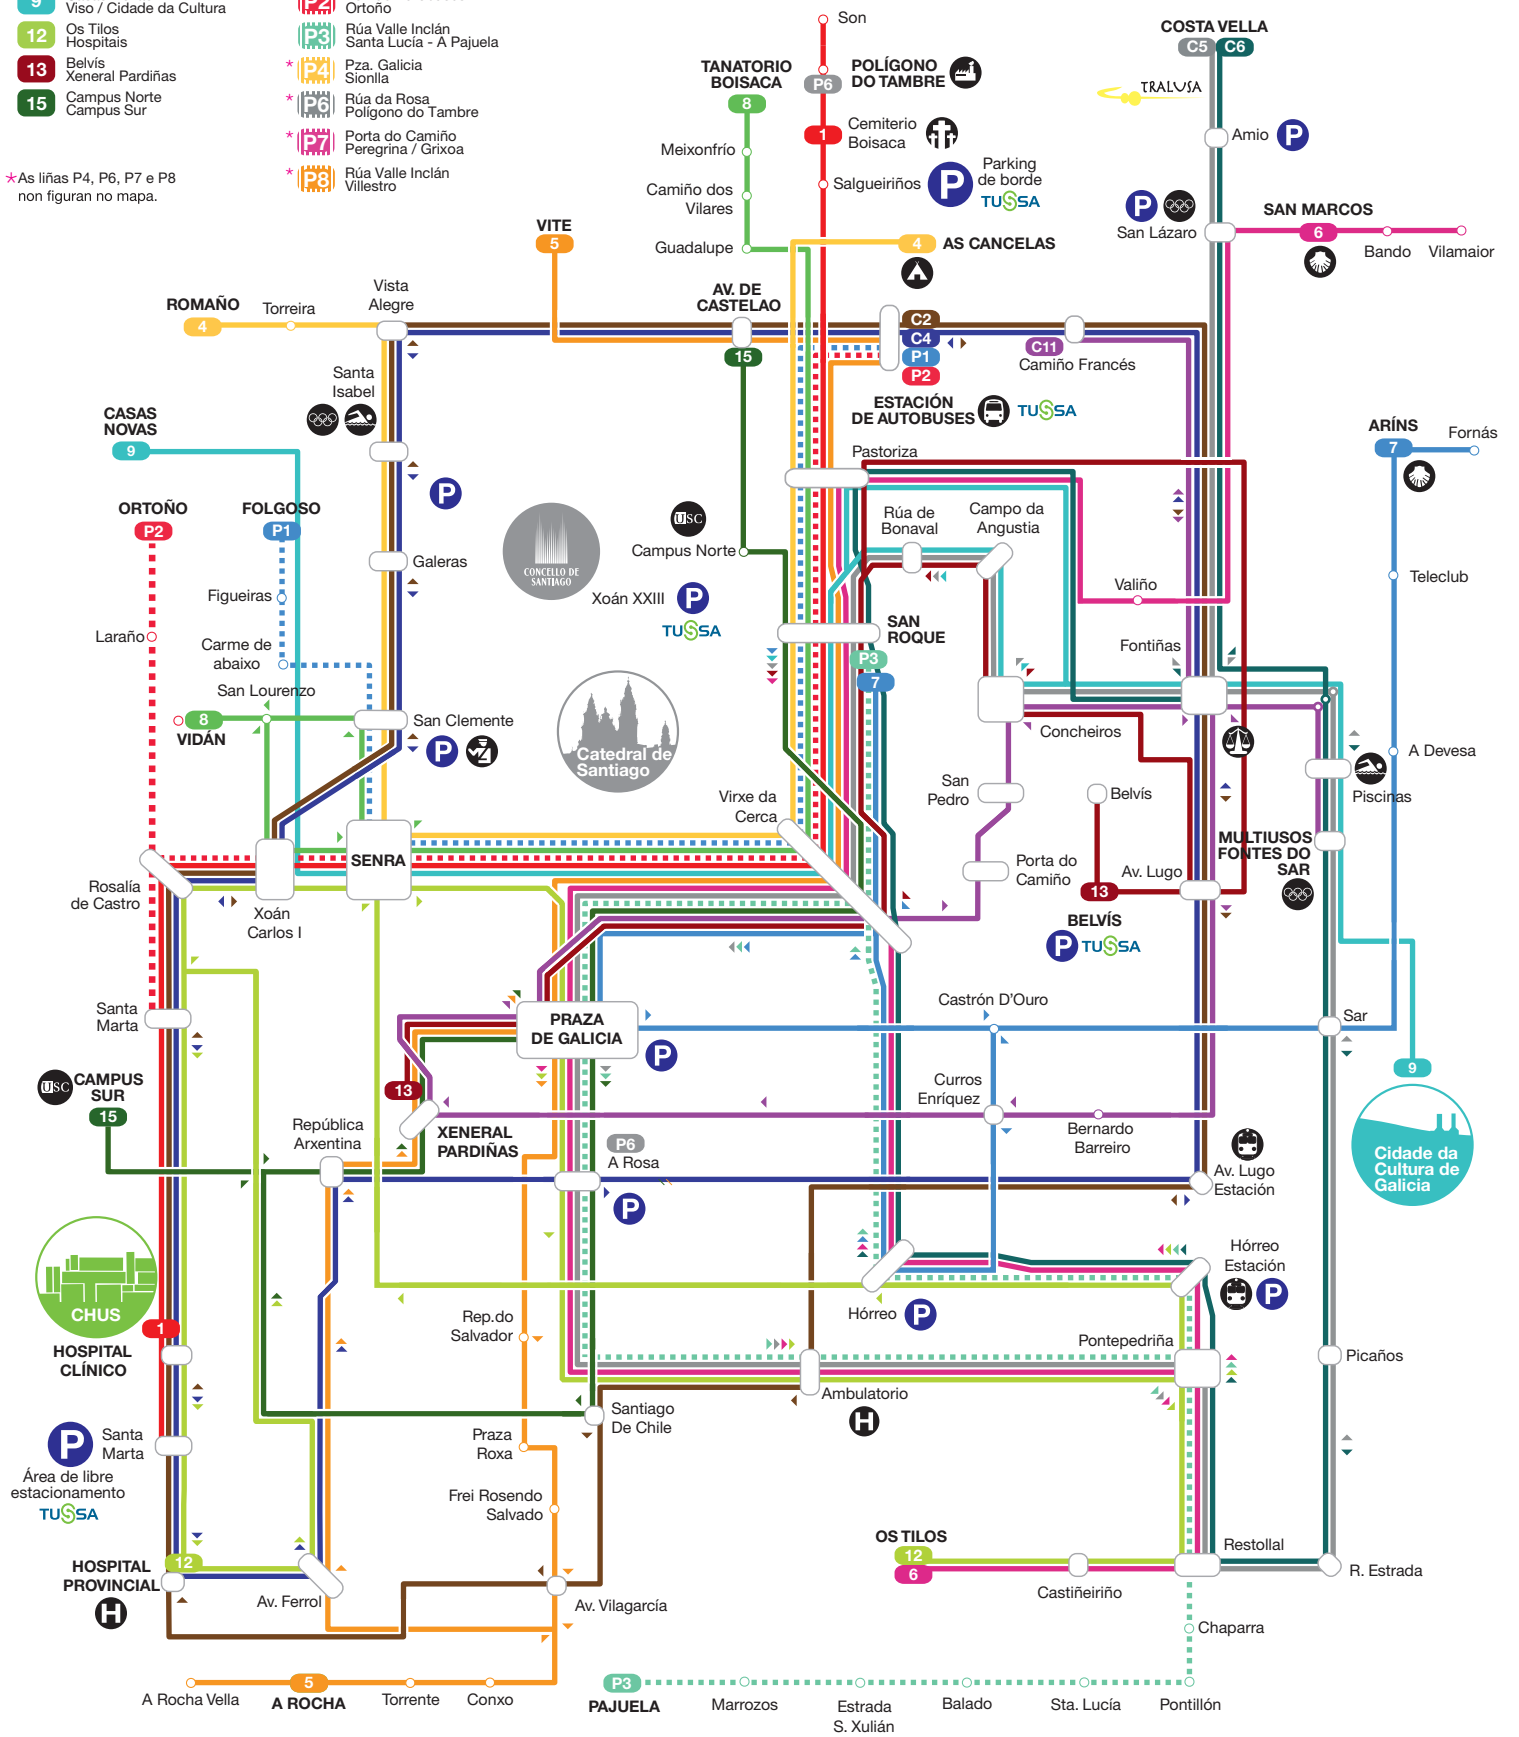 9
Viso / Cidade da Cultura
12
Os Tilos
Hospitais
13
Belvís
Xeneral Pardiñas
15
Campus Norte
Campus Sur
P2
Ortoño
P3
Rúa Valle Inclán
Santa Lucía - A Pajuela
* P4
Pza. Galicia
Sionlla
* P6
Rúa da Rosa
Polígono do Tambre
* P7
Porta do Camiño
Peregrina / Grixoa
* P8
Rúa Valle Inclán
Villestro
*As liñas P4, P6, P7 e P8
non figuran no mapa.
Son
POLÍGONO
DO TAMBRE
P6
TANATORIO
BOISACA
8
1
Cemiterio
Boisaca
Meixonfrío
Camiño dos
Vilares
Guadalupe
Salgueiriños
P
Parking
de borde
TUSSA
COSTA VELLA
C5
C6
TRALUSA
Amio
P
P
San Lázaro
SAN MARCOS
6
Bando
Vilamaior
VITE
5
4
AS CANCELAS
ROMAÑO
4
Torreira
Vista
Alegre
AV. DE
CASTELAO
15
C2
C4
P1
P2
C11
Camiño Francés
ESTACIÓN
DE AUTOBUSES
TUSSA
Santa
Isabel
CASAS
NOVAS
9
P
ARÍNS
7
Fornás
Pastoriza
ORTOÑO
P2
FOLGOSO
P1
CONCELLO DE
SANTIAGO
USC
Campus Norte
Rúa de
Bonaval
Campo da
Angustia
Galeras
Figueiras
Xoán XXIII
P
TUSSA
Valiño
Teleclub
Laraño
Carme de
abaixo
SAN
ROQUE
P3
7
Fontiñas
San Lourenzo
8
VIDÁN
San Clemente
P
Catedral de
Santiago
Concheiros
A Devesa
San
Pedro
Belvís
Piscinas
Virxe da
Cerca
MULTIUSOS
FONTES DO
SAR
SENRA
Porta do
Camiño
Av. Lugo
13
BELVÍS
P
TUSSA
Rosalía
de Castro
Xoán
Carlos I
Santa
Marta
PRAZA
DE GALICIA
P
Castrón D'Ouro
Sar
USC
CAMPUS
SUR
15
13
Curros
Enríquez
9
República
Arxentina
XENERAL
PARDIÑAS
P6
A Rosa
P
Bernardo
Barreiro
Cidade da
Cultura de
Galicia
Av. Lugo
Estación
CHUS
1
HOSPITAL
CLÍNICO
Hórreo
P
Hórreo
Estación
P
Rep.do
Salvador
Pontepedriña
Picaños
Ambulatorio
H
Santiago
De Chile
P
Santa
Marta
Área de libre
estacionamento
TUSSA
Praza
Roxa
Frei Rosendo
Salvado
HOSPITAL
PROVINCIAL
12
H
Av. Ferrol
Av. Vilagarcía
OS TILOS
12
6
Castiñeiriño
Restollal
R. Estrada
Chaparra
A Rocha Vella
5
A ROCHA
Torrente
Conxo
P3
PAJUELA
Marrozos
Estrada
S. Xulián
Balado
Sta. Lucía
Pontillón